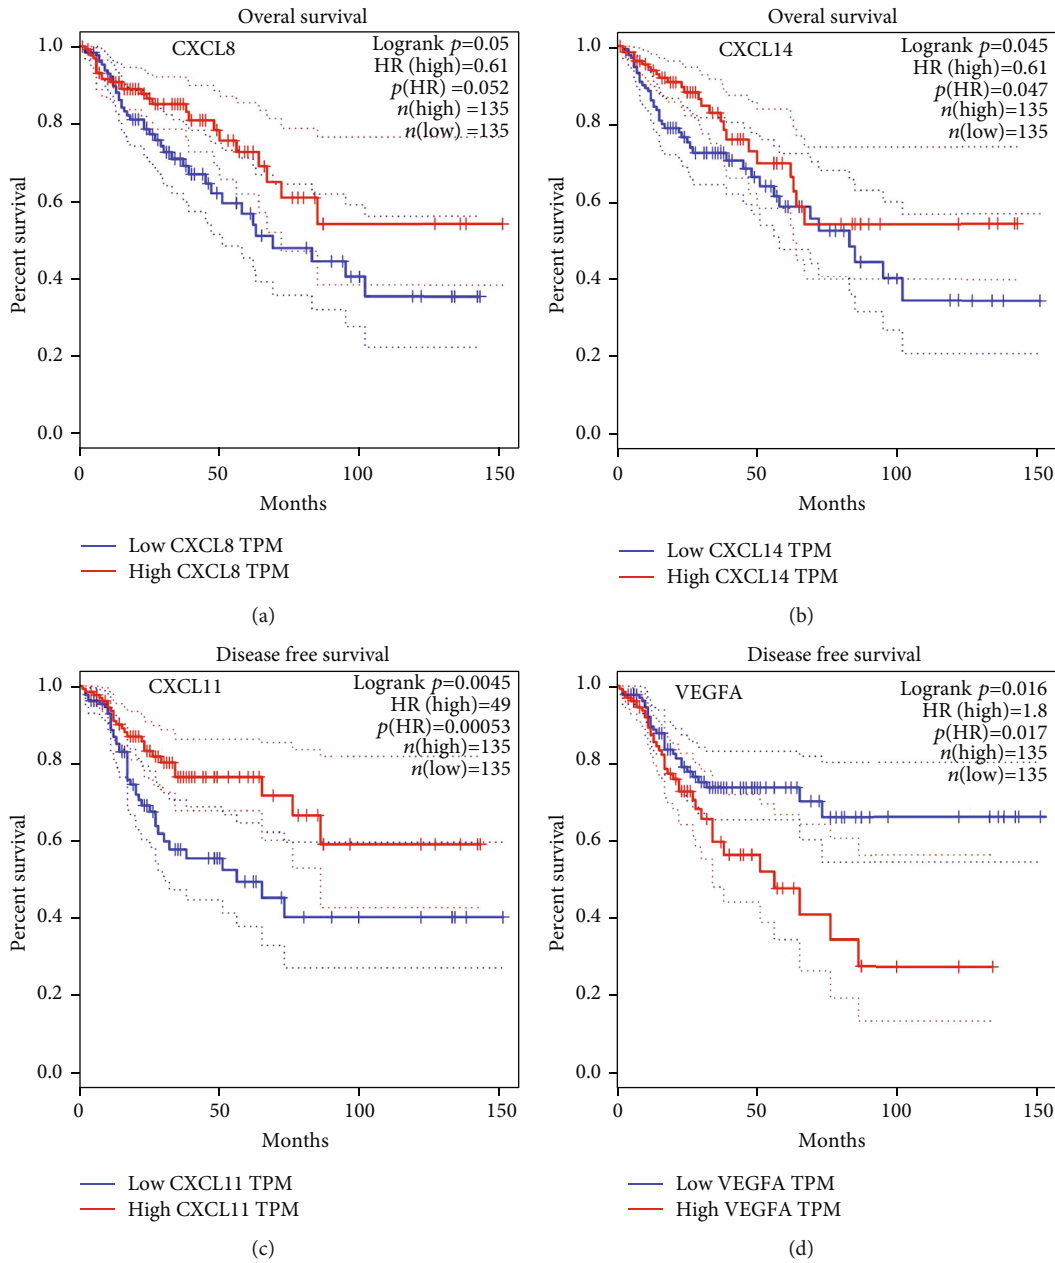 Overal survival
CXCL8
Logrank p=0.05
HR (high)=0.61
p(HR) =0.052
n(high) =135
n(low) =135
Percent survival
1.0
0.8
0.6
0.4
0.2
0.0
0
50
100
150
Months
Low CXCL8 TPM
High CXCL8 TPM
(a)
Overal survival
CXCL14
Logrank p=0.045
HR (high)=0.61
p(HR)=0.047
n(high)=135
n(low)=135
Percent survival
1.0
0.8
0.6
0.4
0.2
0.0
0
50
100
150
Months
Low CXCL14 TPM
High CXCL14 TPM
(b)
Disease free survival
CXCL11
Logrank p=0.0045
HR (high)=49
p(HR)=0.00053
n(high)=135
n(low)=135
Percent survival
1.0
0.8
0.6
0.4
0.2
0.0
0
50
100
150
Months
Low CXCL11 TPM
High CXCL11 TPM
(c)
Disease free survival
VEGFA
Logrank p=0.016
HR (high)=1.8
p(HR)=0.017
n(high)=135
n(low)=135
Percent survival
1.0
0.8
0.6
0.4
0.2
0.0
0
50
100
150
Months
Low VEGFA TPM
High VEGFA TPM
(d)